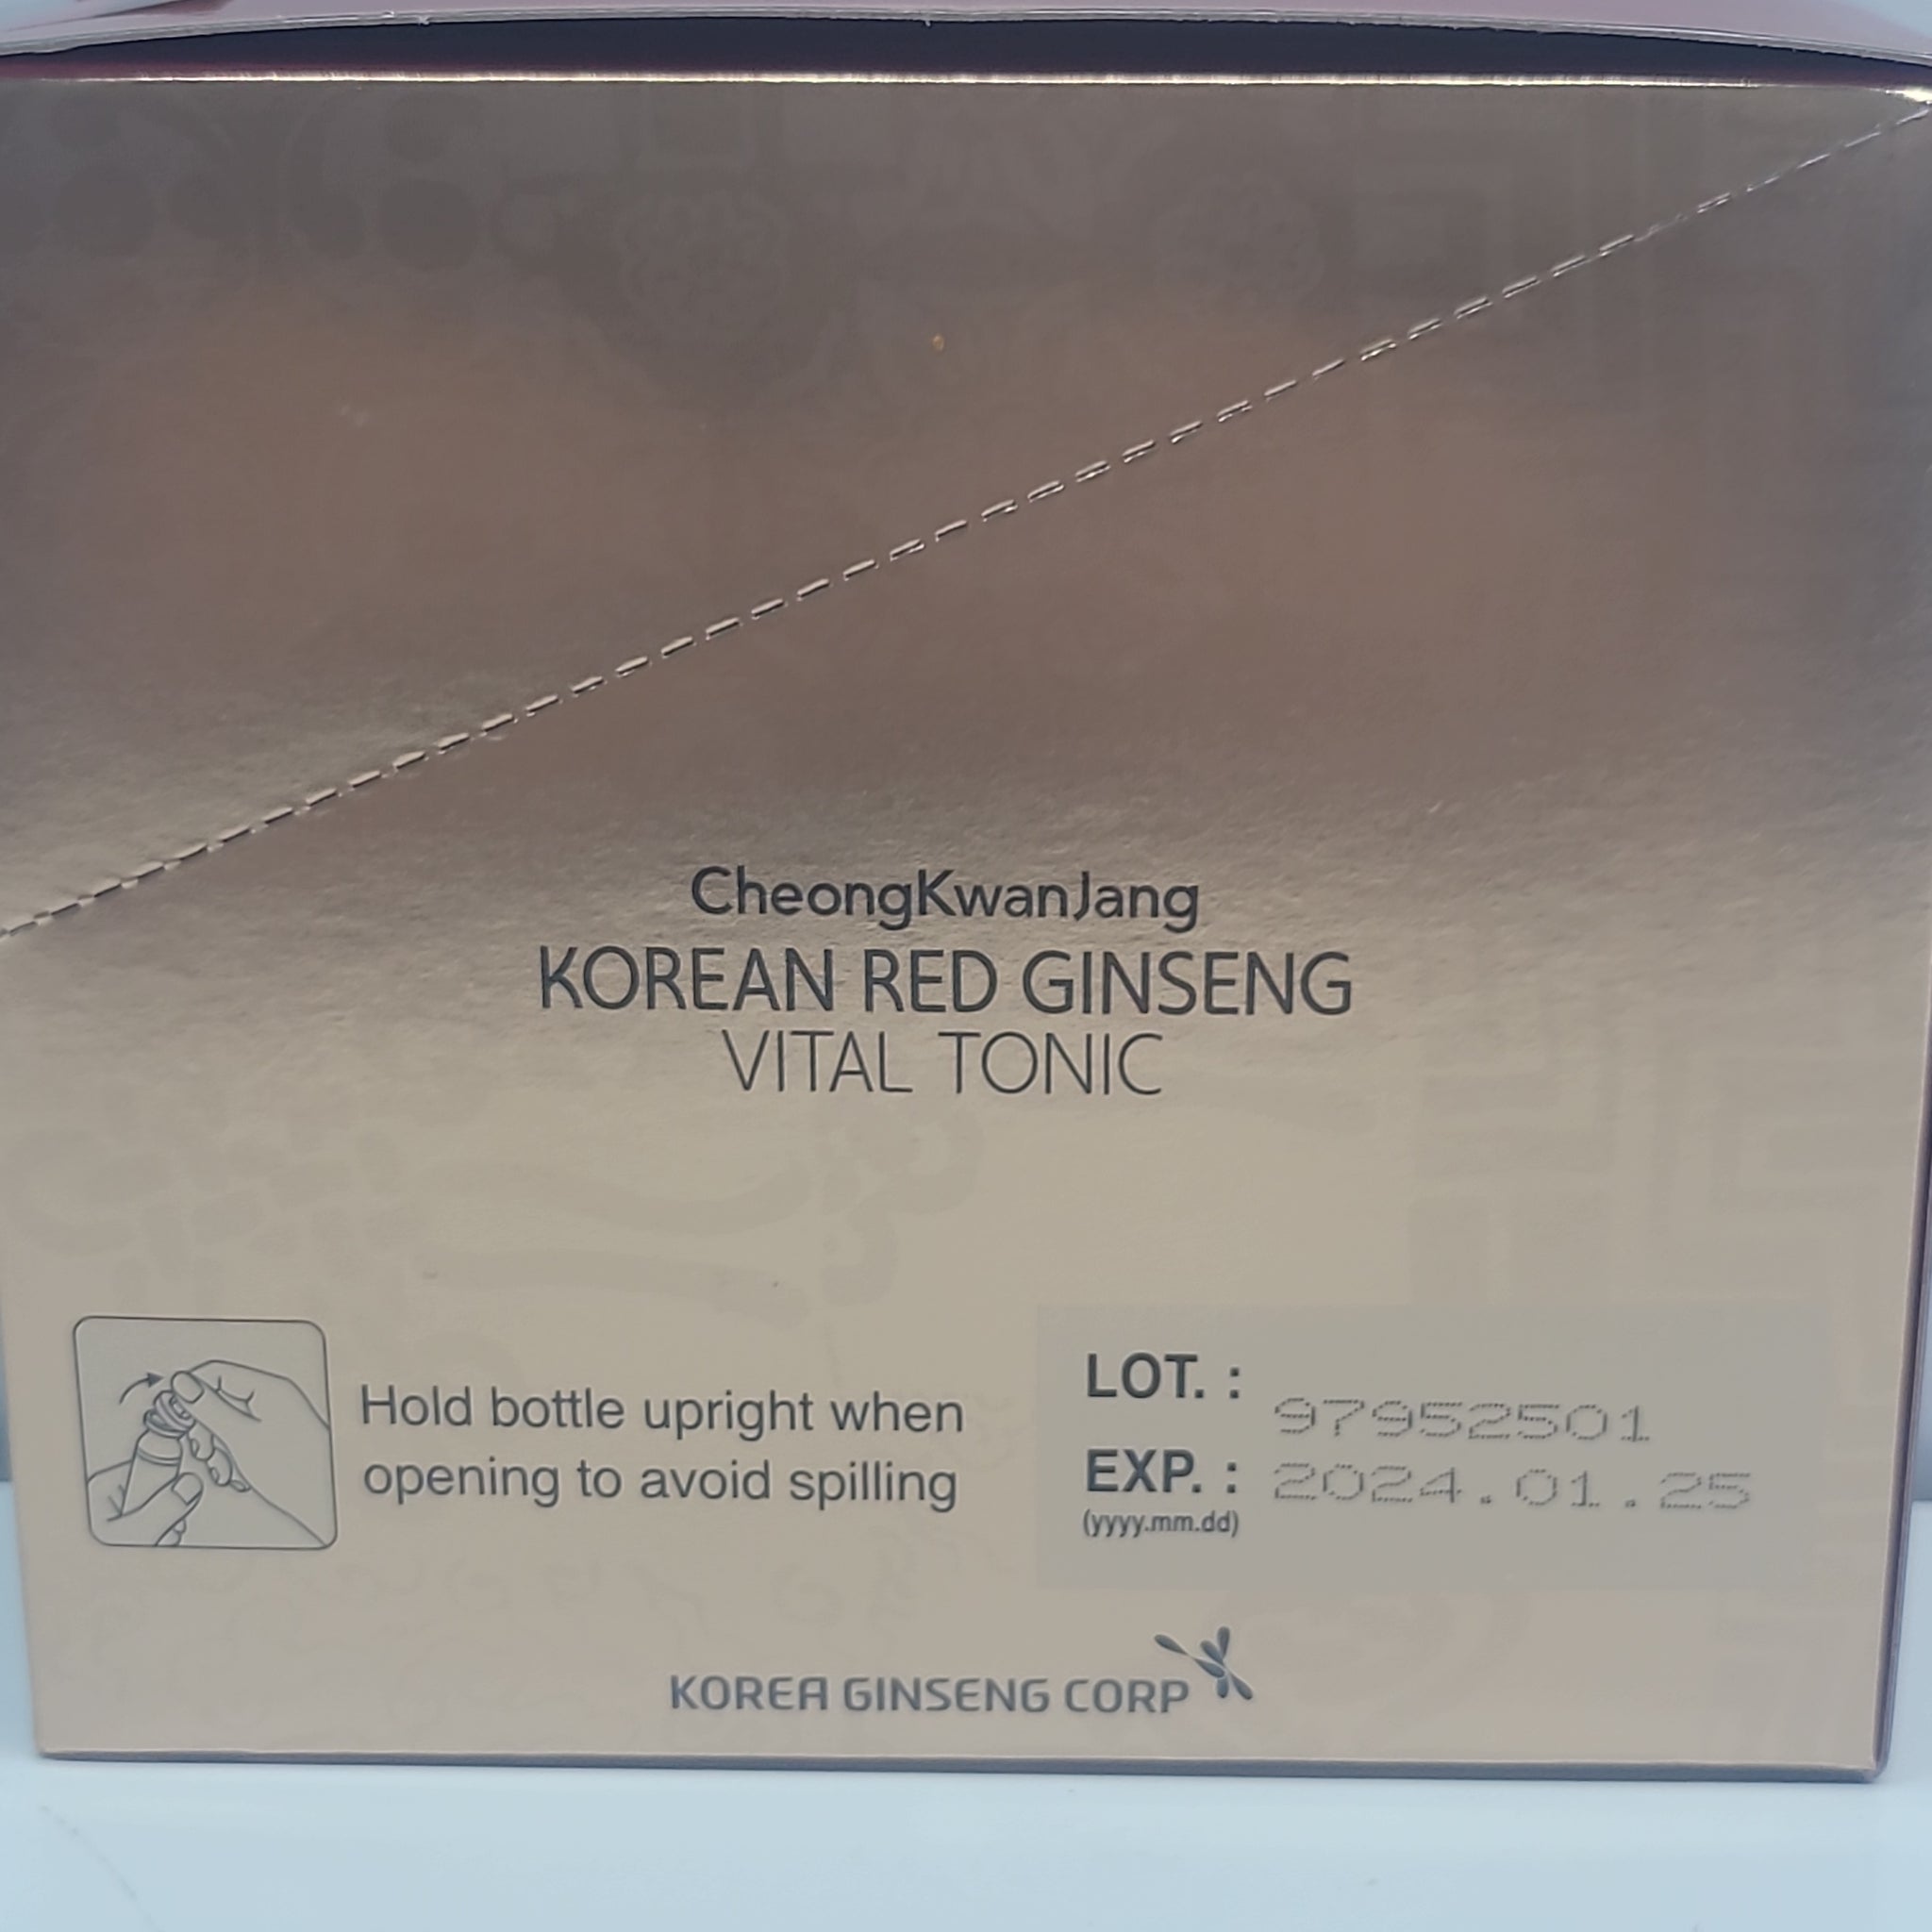 CheongKwanJang
KOREAN RED GINSENG
VITAL TONIC
Hold bottle upright when
opening to avoid spilling
LOT. : 97952501
EXP. : 2024.01.25
(yyyy.mm.dd)
KOREA GINSENG CORP